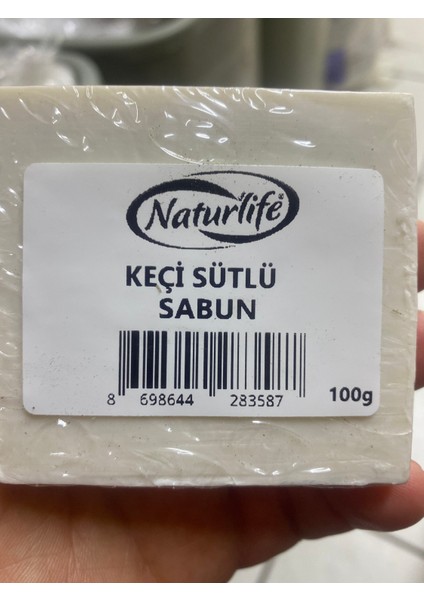 Naturlife®
KEÇİ SÜTLÜ
SABUN
8 698644 283587
100g